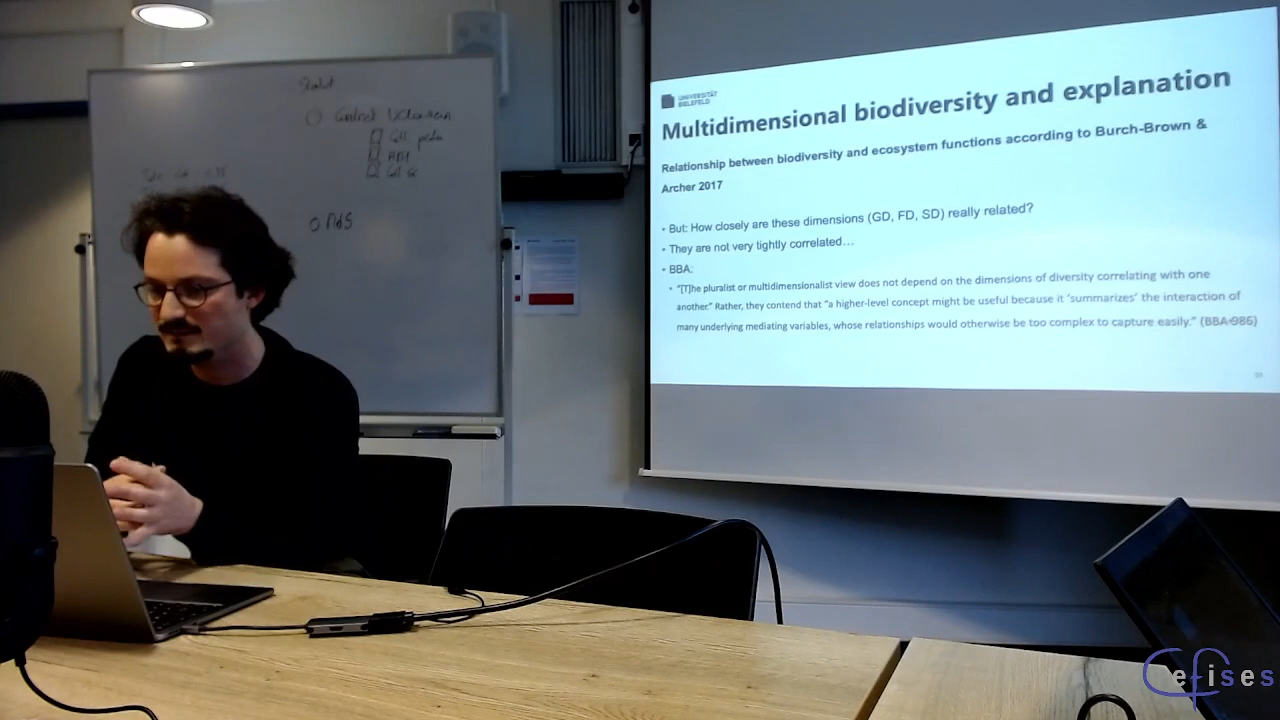 UNIVERSITÄT
BIELEFELD
Multidimensional biodiversity and explanation
Relationship between biodiversity and ecosystem functions according to Burch-Brown &
Archer 2017
• But: How closely are these dimensions (GD, FD, SD) really related?
• They are not very tightly correlated…
• BBA:
• "[T]he pluralist or multidimensionalist view does not depend on the dimensions of diversity correlating with one
another." Rather, they contend that "a higher-level concept might be useful because it 'summarizes' the interaction of
many underlying mediating variables, whose relationships would otherwise be too complex to capture easily." (BBA 986)
Cefises